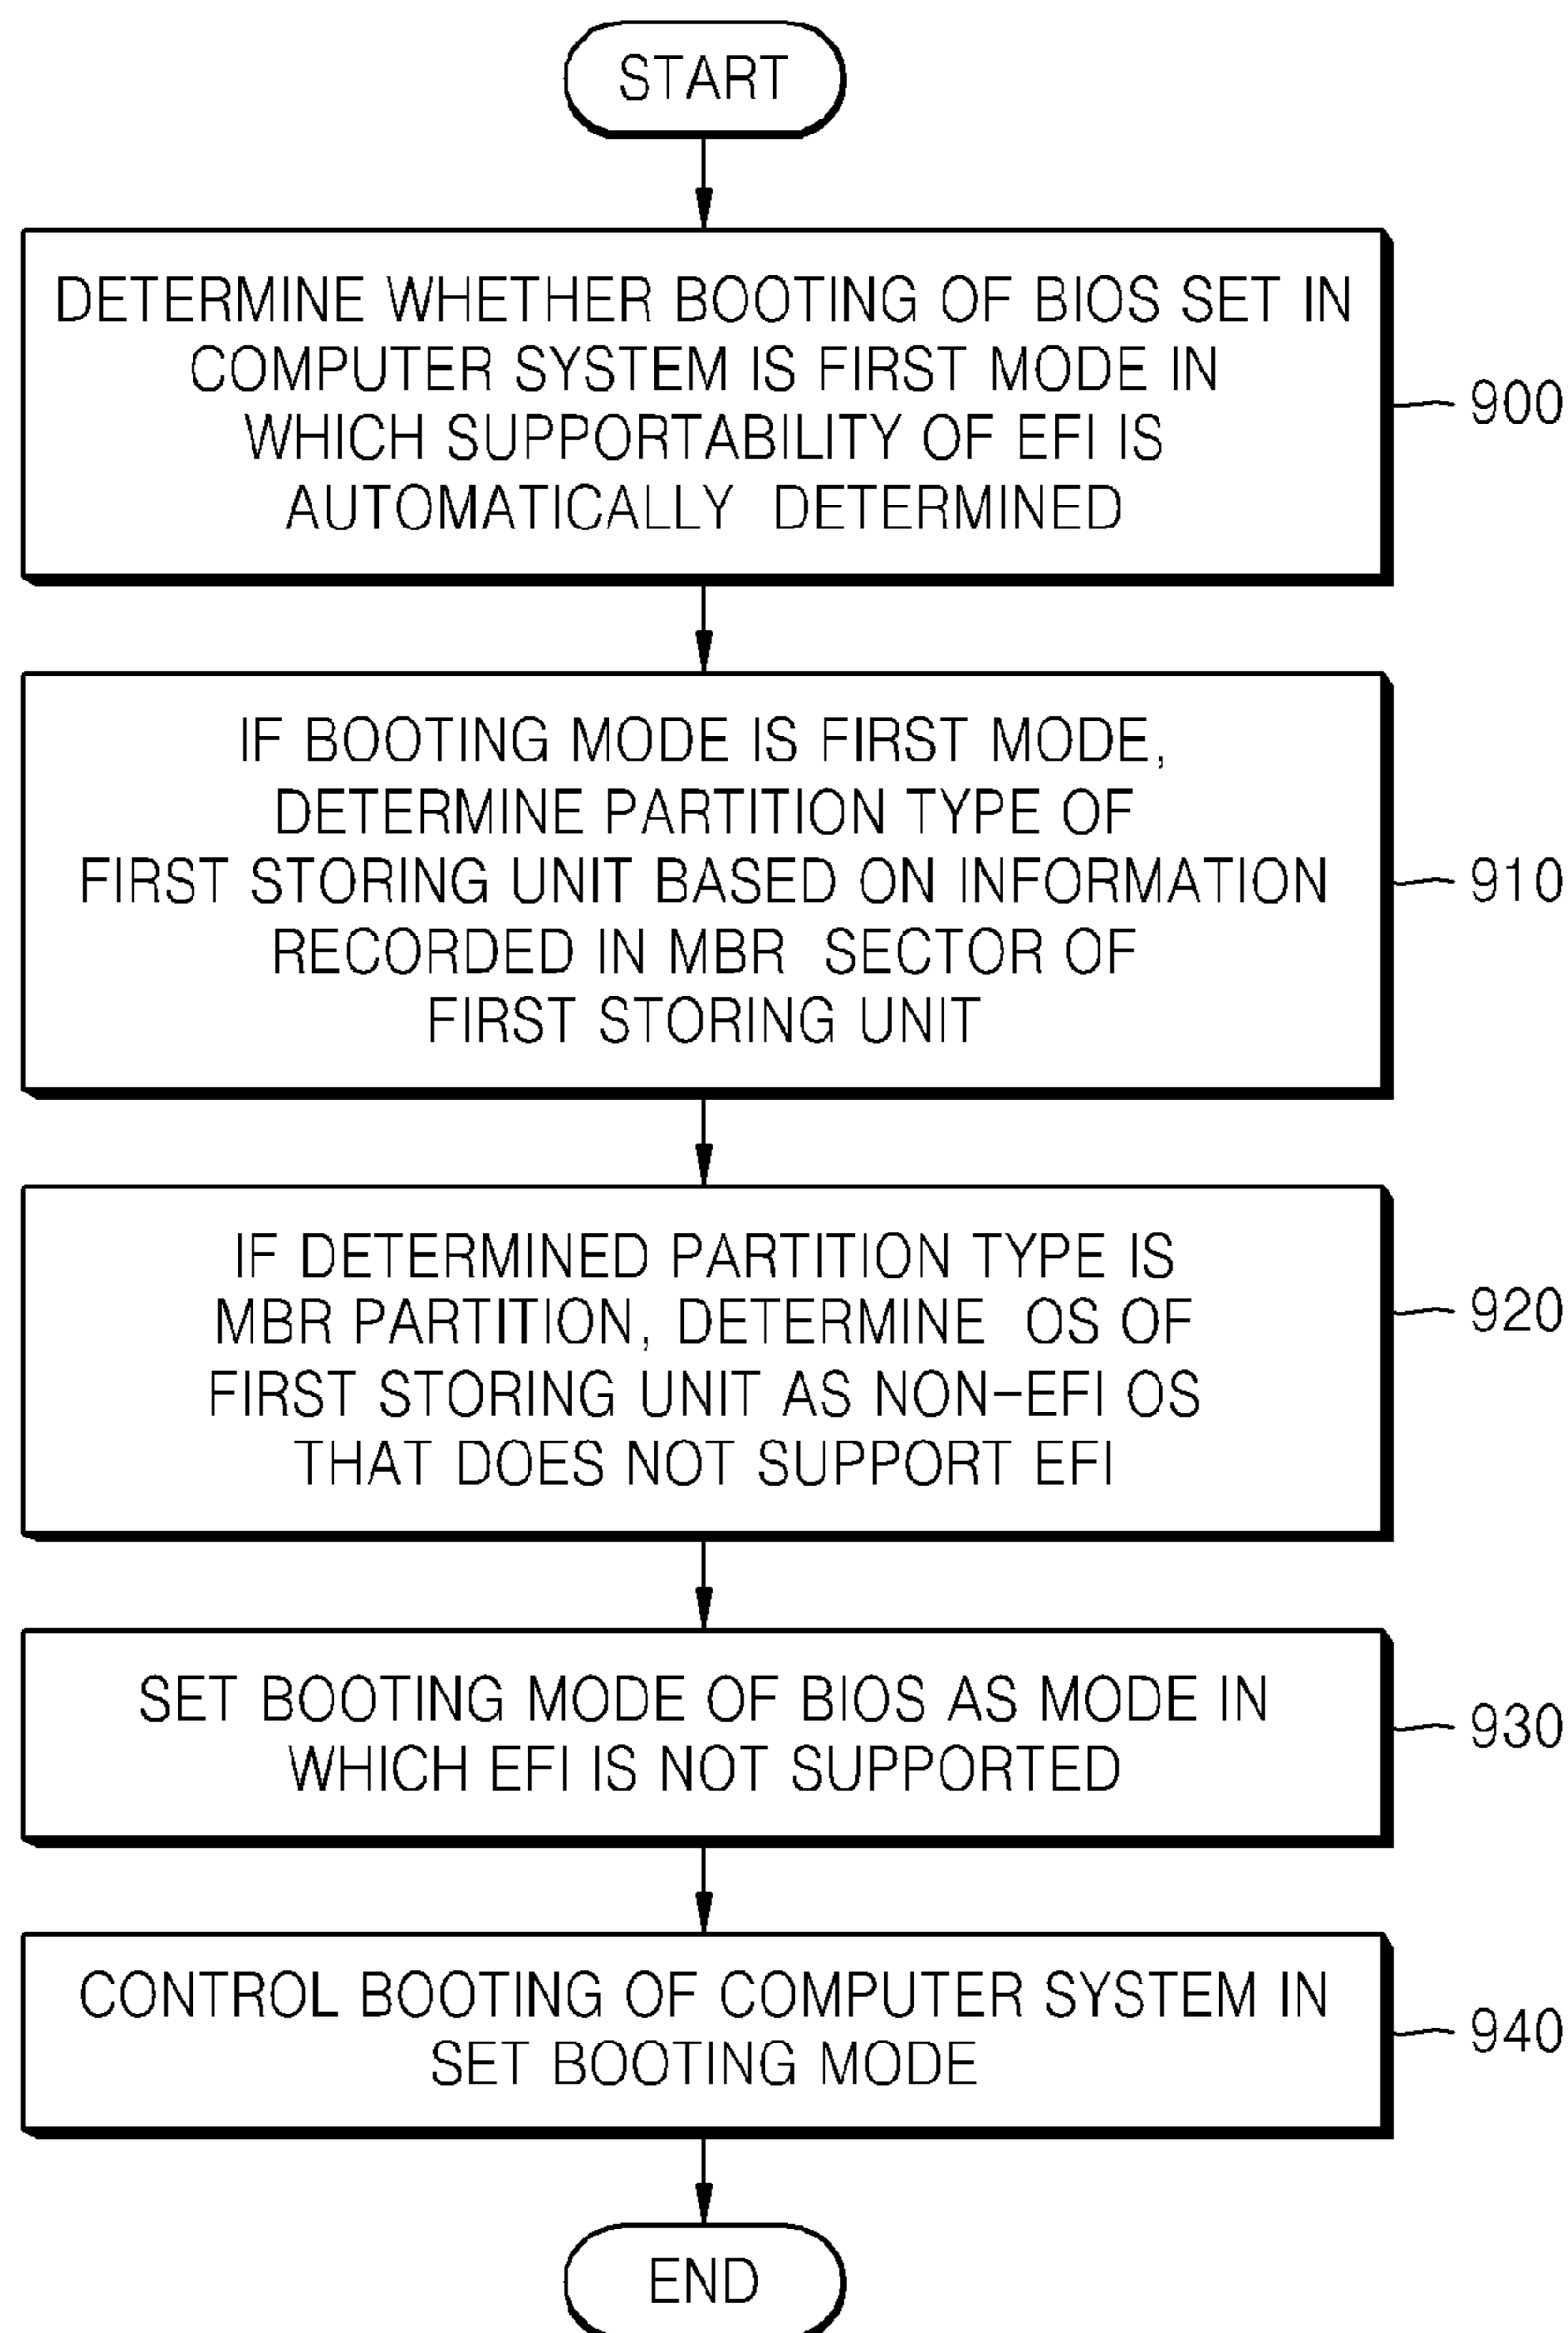 START
DETERMINE WHETHER BOOTING OF BIOS SET IN
COMPUTER SYSTEM IS FIRST MODE IN
WHICH SUPPORTABILITY OF EFI IS
AUTOMATICALLY DETERMINED
900
IF BOOTING MODE IS FIRST MODE,
DETERMINE PARTITION TYPE OF
FIRST STORING UNIT BASED ON INFORMATION
RECORDED IN MBR SECTOR OF
FIRST STORING UNIT
910
IF DETERMINED PARTITION TYPE IS
MBR PARTITION, DETERMINE OS OF
FIRST STORING UNIT AS NON-EFI OS
THAT DOES NOT SUPPORT EFI
920
SET BOOTING MODE OF BIOS AS MODE IN
WHICH EFI IS NOT SUPPORTED
930
CONTROL BOOTING OF COMPUTER SYSTEM IN
SET BOOTING MODE
940
END